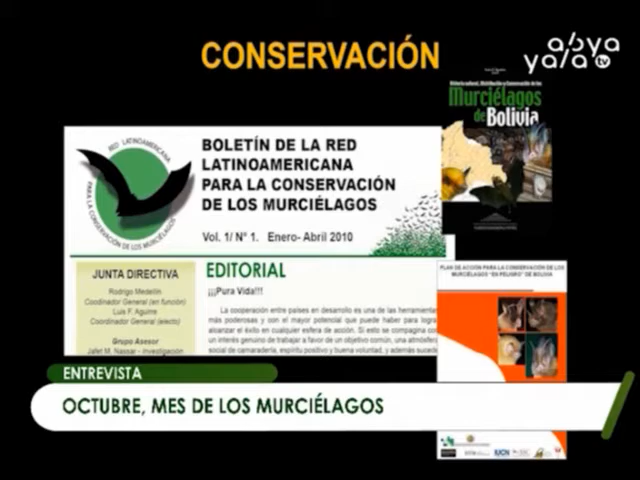 CONSERVACIÓN
abya
yala tv
Murciélagos
de Bolivia
RED LATINOAMERICANA
PARA LA CONSERVACIÓN DE LOS MURCIÉLAGOS
BOLETÍN DE LA RED
LATINOAMERICANA
PARA LA CONSERVACIÓN
DE LOS MURCIÉLAGOS
Vol. 1/ N° 1. Enero- Abril 2010
JUNTA DIRECTIVA
Rodrigo Medellín
Coordinador General (en función)
Luis F. Aguirre
Coordinador General (electo)
Grupo Asesor
Jafet M. Nassar - Investigación
EDITORIAL
¡¡¡Pura Vida!!!
La cooperación entre países en desarrollo es una de las herramientas
más poderosas y con el mayor potencial que puede haber para lograr
alcanzar el éxito en cualquier esfera de acción. Si esto se compagina con
un interés genuino de trabajar a favor de un objetivo común, una atmósfera
social de camaradería, espíritu positivo y buena voluntad, y además
PLAN DE ACCIÓN PARA LA CONSERVACIÓN DE LOS
MURCIÉLAGOS "EN PELIGRO" DE BOLIVIA
ENTREVISTA
OCTUBRE, MES DE LOS MURCIÉLAGOS
IUCN